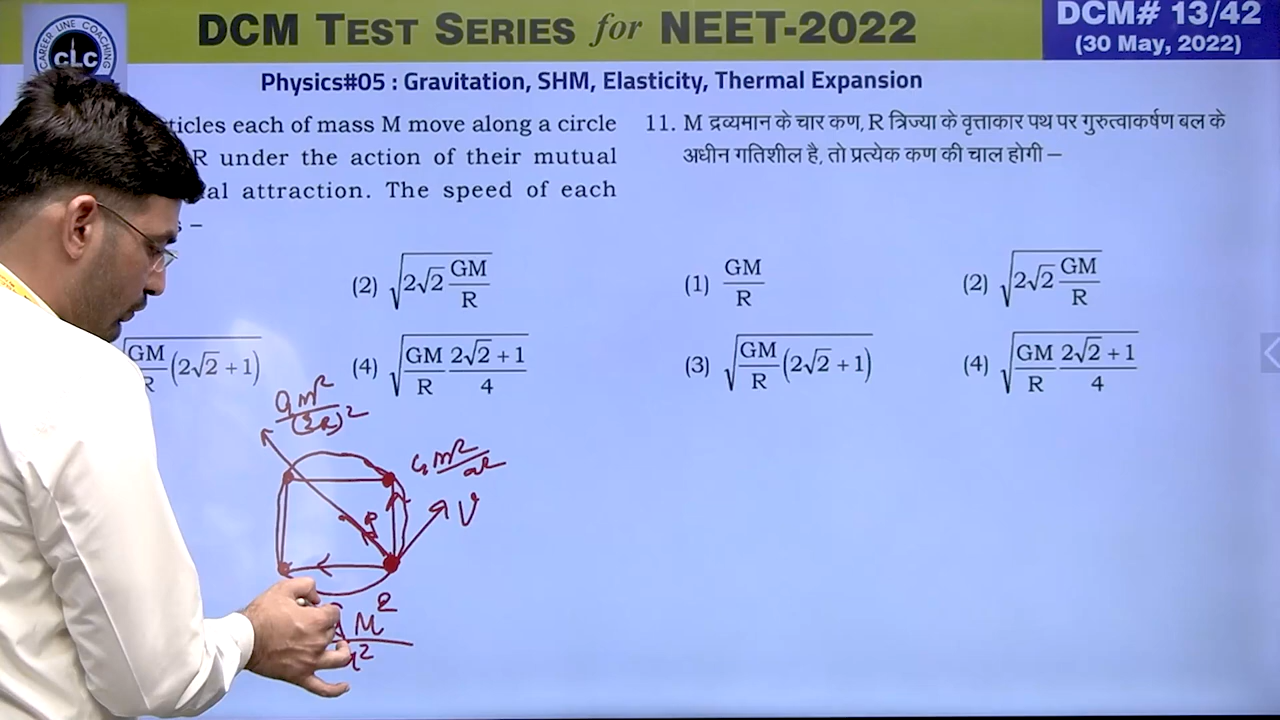 DCM TEST SERIES for NEET-2022
DCM# 13/42
(30 May, 2022)
CAREER LINE COACHING
CLC
Physics#05 : Gravitation, SHM, Elasticity, Thermal Expansion
ticles each of mass M move along a circle
R under the action of their mutual
al attraction. The speed of each
–
(2) √(2√2 GM/R)
GM/R (2√2 + 1)
(4) √(GM/R (2√2 + 1)/4)
11. M द्रव्यमान के चार कण, R त्रिज्या के वृत्ताकार पथ पर गुरुत्वाकर्षण बल के
अधीन गतिशील है, तो प्रत्येक कण की चाल होगी –
(1) GM/R
(2) √(2√2 GM/R)
(3) √(GM/R (2√2 + 1))
(4) √(GM/R (2√2 + 1)/4)
Gm²/(2R)²
Gm²/a²
R
V
M²